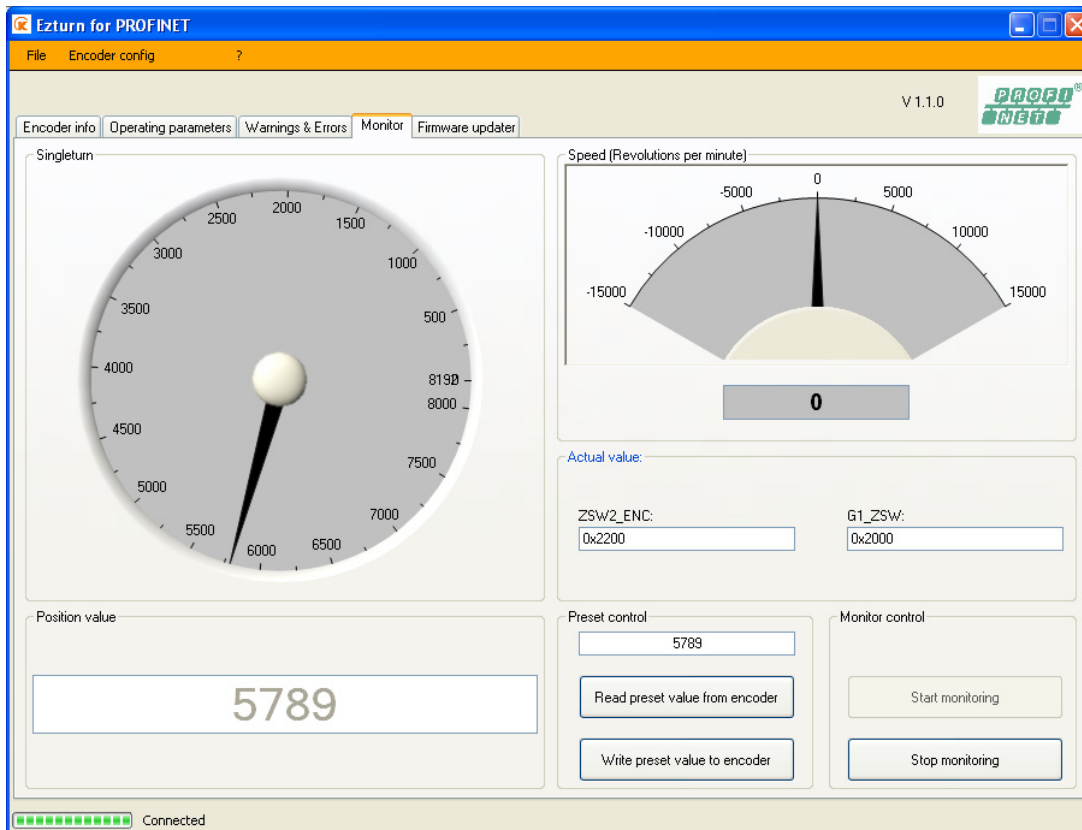 Ezturn for PROFINET
File Encoder config ?
V 1.1.0
PROFI®
NET
Encoder info Operating parameters Warnings & Errors Monitor Firmware updater
Singleturn
2000
2500
1500
3000
1000
3500
500
4000
8192
0
8000
4500
7500
5000
7000
5500
6500
6000
Speed (Revolutions per minute)
0
-5000 5000
-10000 10000
-15000 15000
0
Actual value:
ZSW2_ENC: G1_ZSW:
0x2200 0x2000
Position value
5789
Preset control
5789
Read preset value from encoder
Write preset value to encoder
Monitor control
Start monitoring
Stop monitoring
Connected